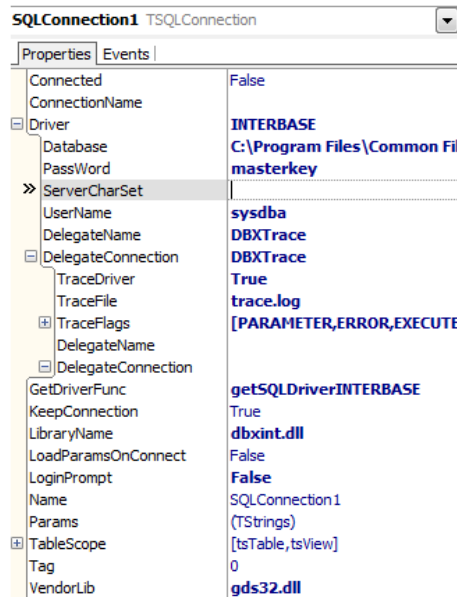 SQLConnection1 TSQLConnection
Properties Events
Connected False
ConnectionName
Driver INTERBASE
Database C:\Program Files\Common Fil
PassWord masterkey
ServerCharSet
UserName sysdba
DelegateName DBXTrace
DelegateConnection DBXTrace
TraceDriver True
TraceFile trace.log
TraceFlags [PARAMETER,ERROR,EXECUTE
DelegateName
DelegateConnection
GetDriverFunc getSQLDriverINTERBASE
KeepConnection True
LibraryName dbxint.dll
LoadParamsOnConnect False
LoginPrompt False
Name SQLConnection1
Params (TStrings)
TableScope [tsTable,tsView]
Tag 0
VendorLib gds32.dll